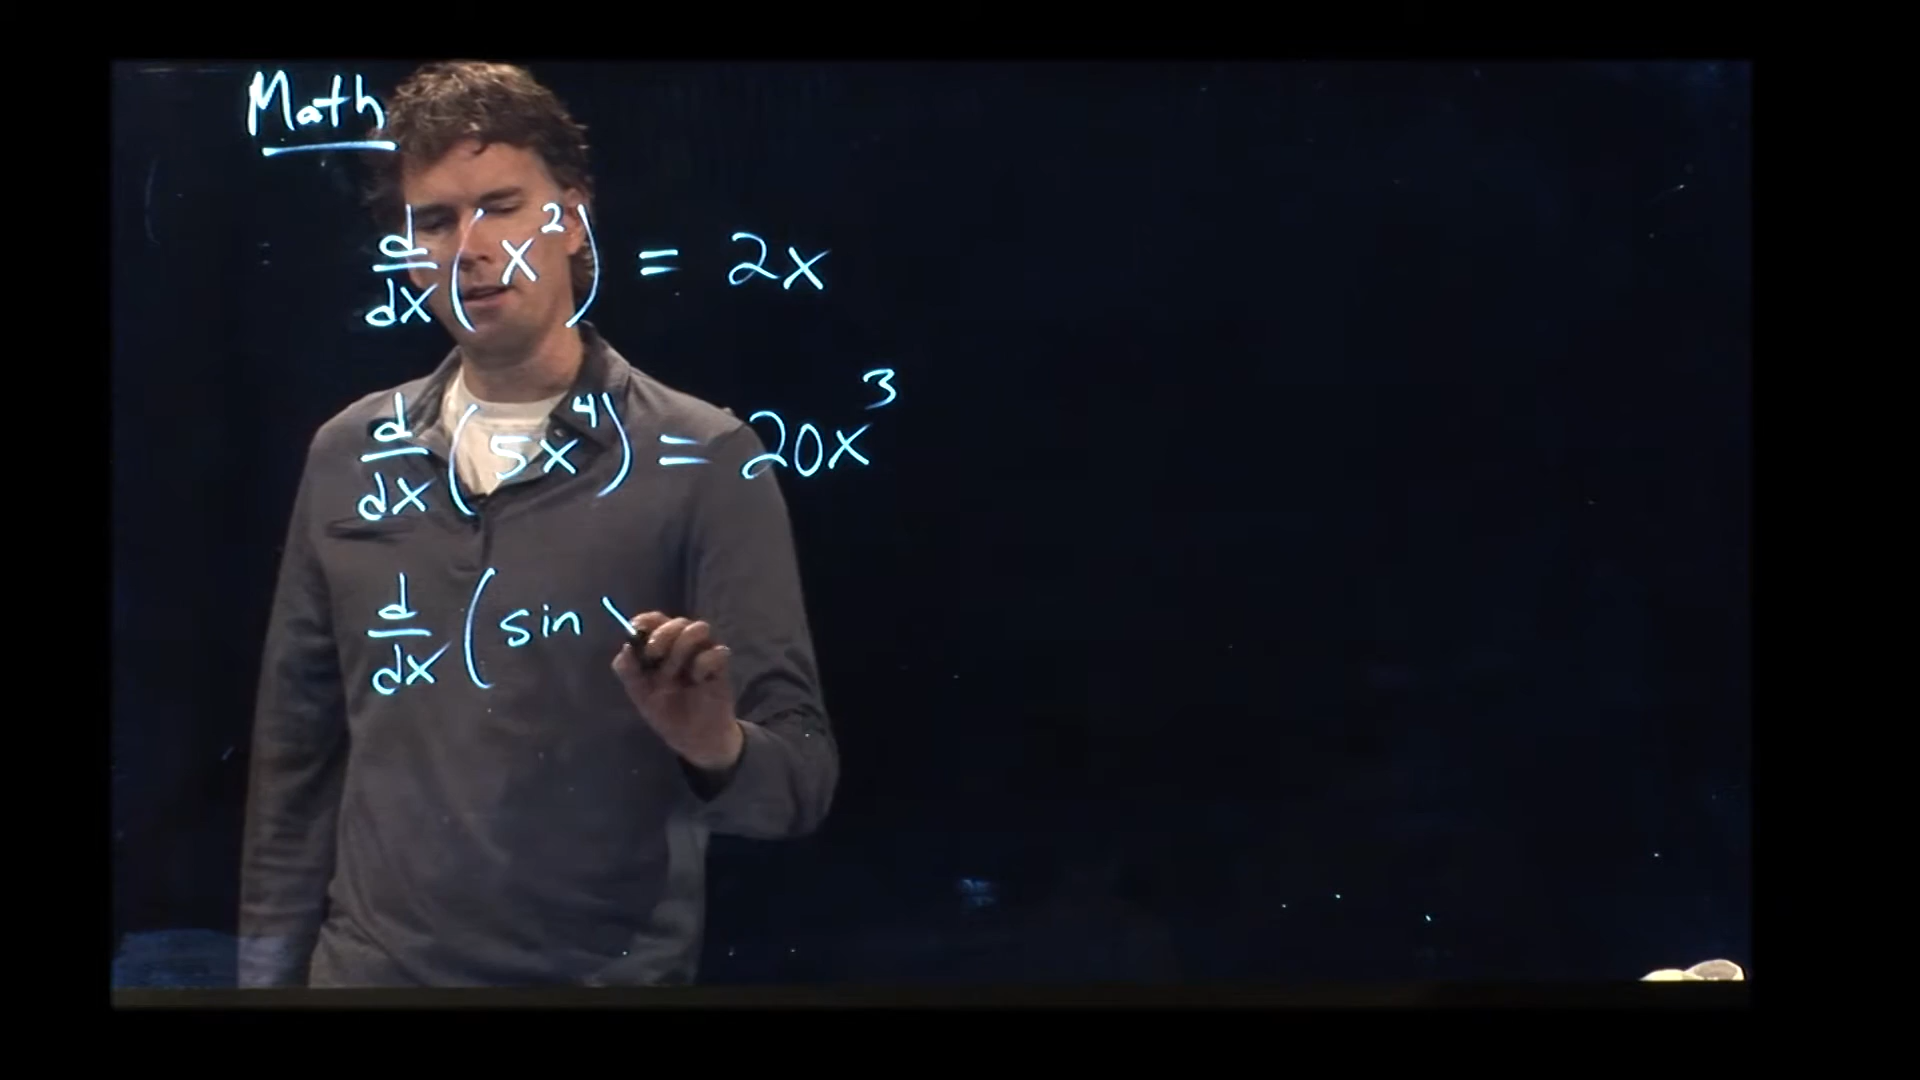 Math
d/dx (x²) = 2x
d/dx (5x⁴) = 20x³
d/dx (sin